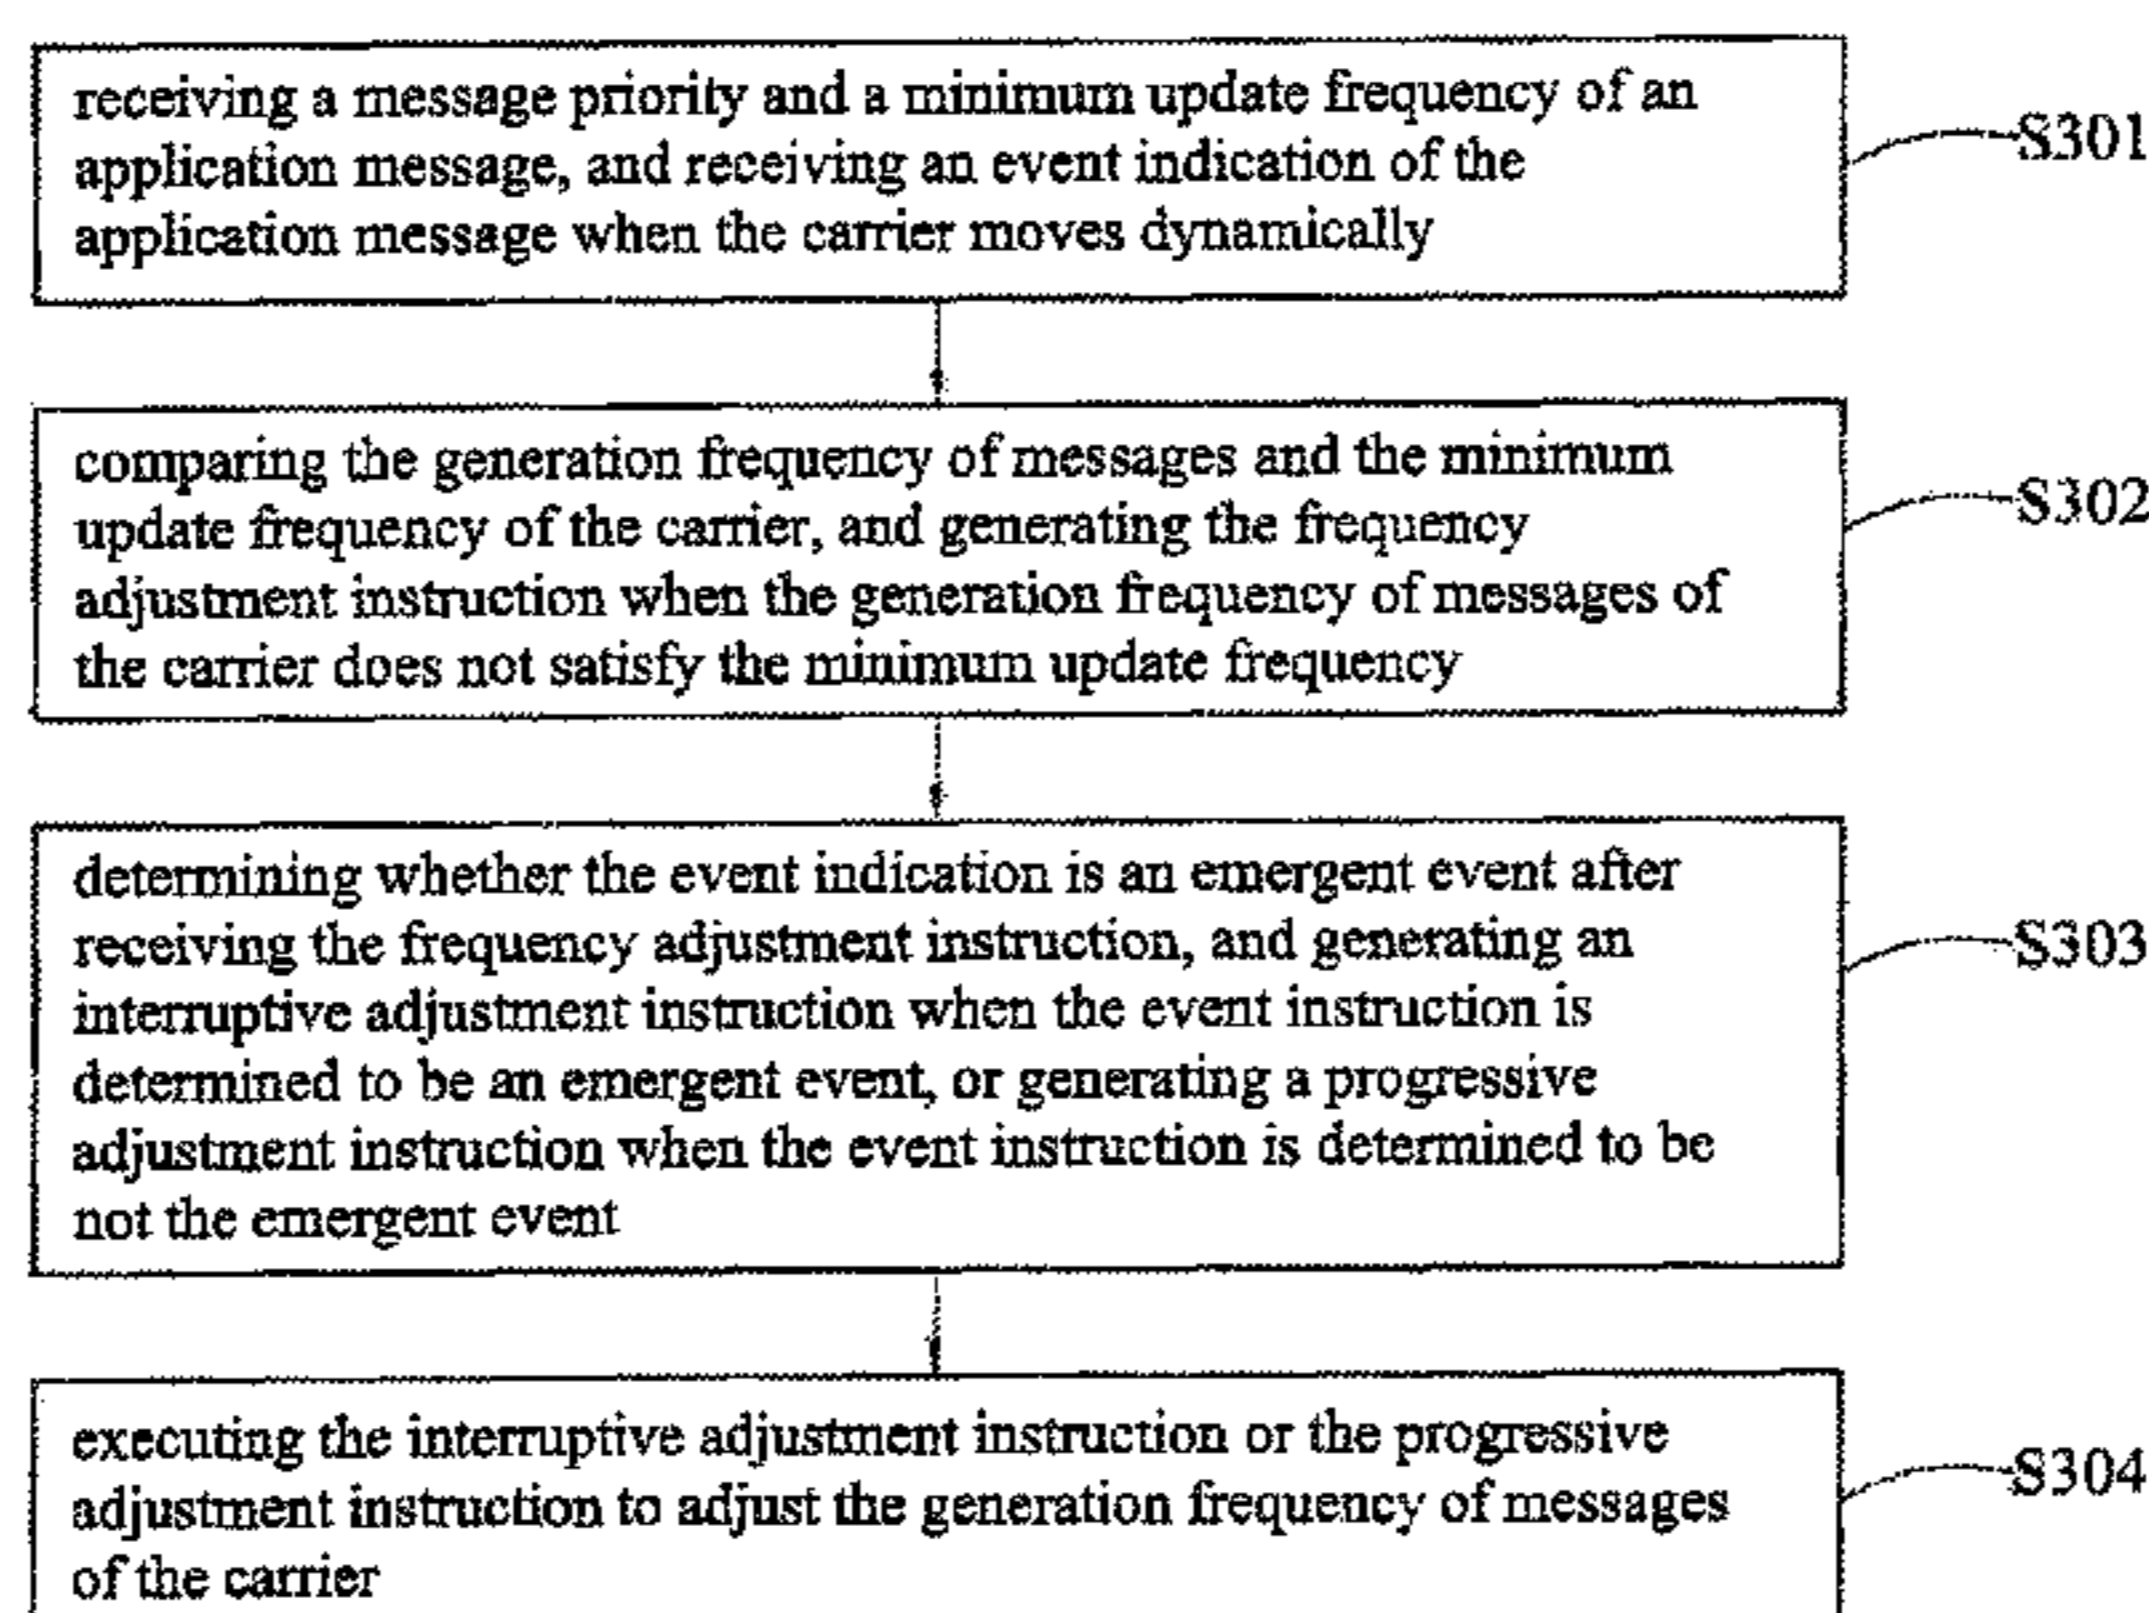 receiving a message priority and a minimum update frequency of an
application message, and receiving an event indication of the
application message when the carrier moves dynamically
S301
comparing the generation frequency of messages and the minimum
update frequency of the carrier, and generating the frequency
adjustment instruction when the generation frequency of messages of
the carrier does not satisfy the minimum update frequency
S302
determining whether the event indication is an emergent event after
receiving the frequency adjustment instruction, and generating an
interruptive adjustment instruction when the event instruction is
determined to be an emergent event, or generating a progressive
adjustment instruction when the event instruction is determined to be
not the emergent event
S303
executing the interruptive adjustment instruction or the progressive
adjustment instruction to adjust the generation frequency of messages
of the carrier
S304